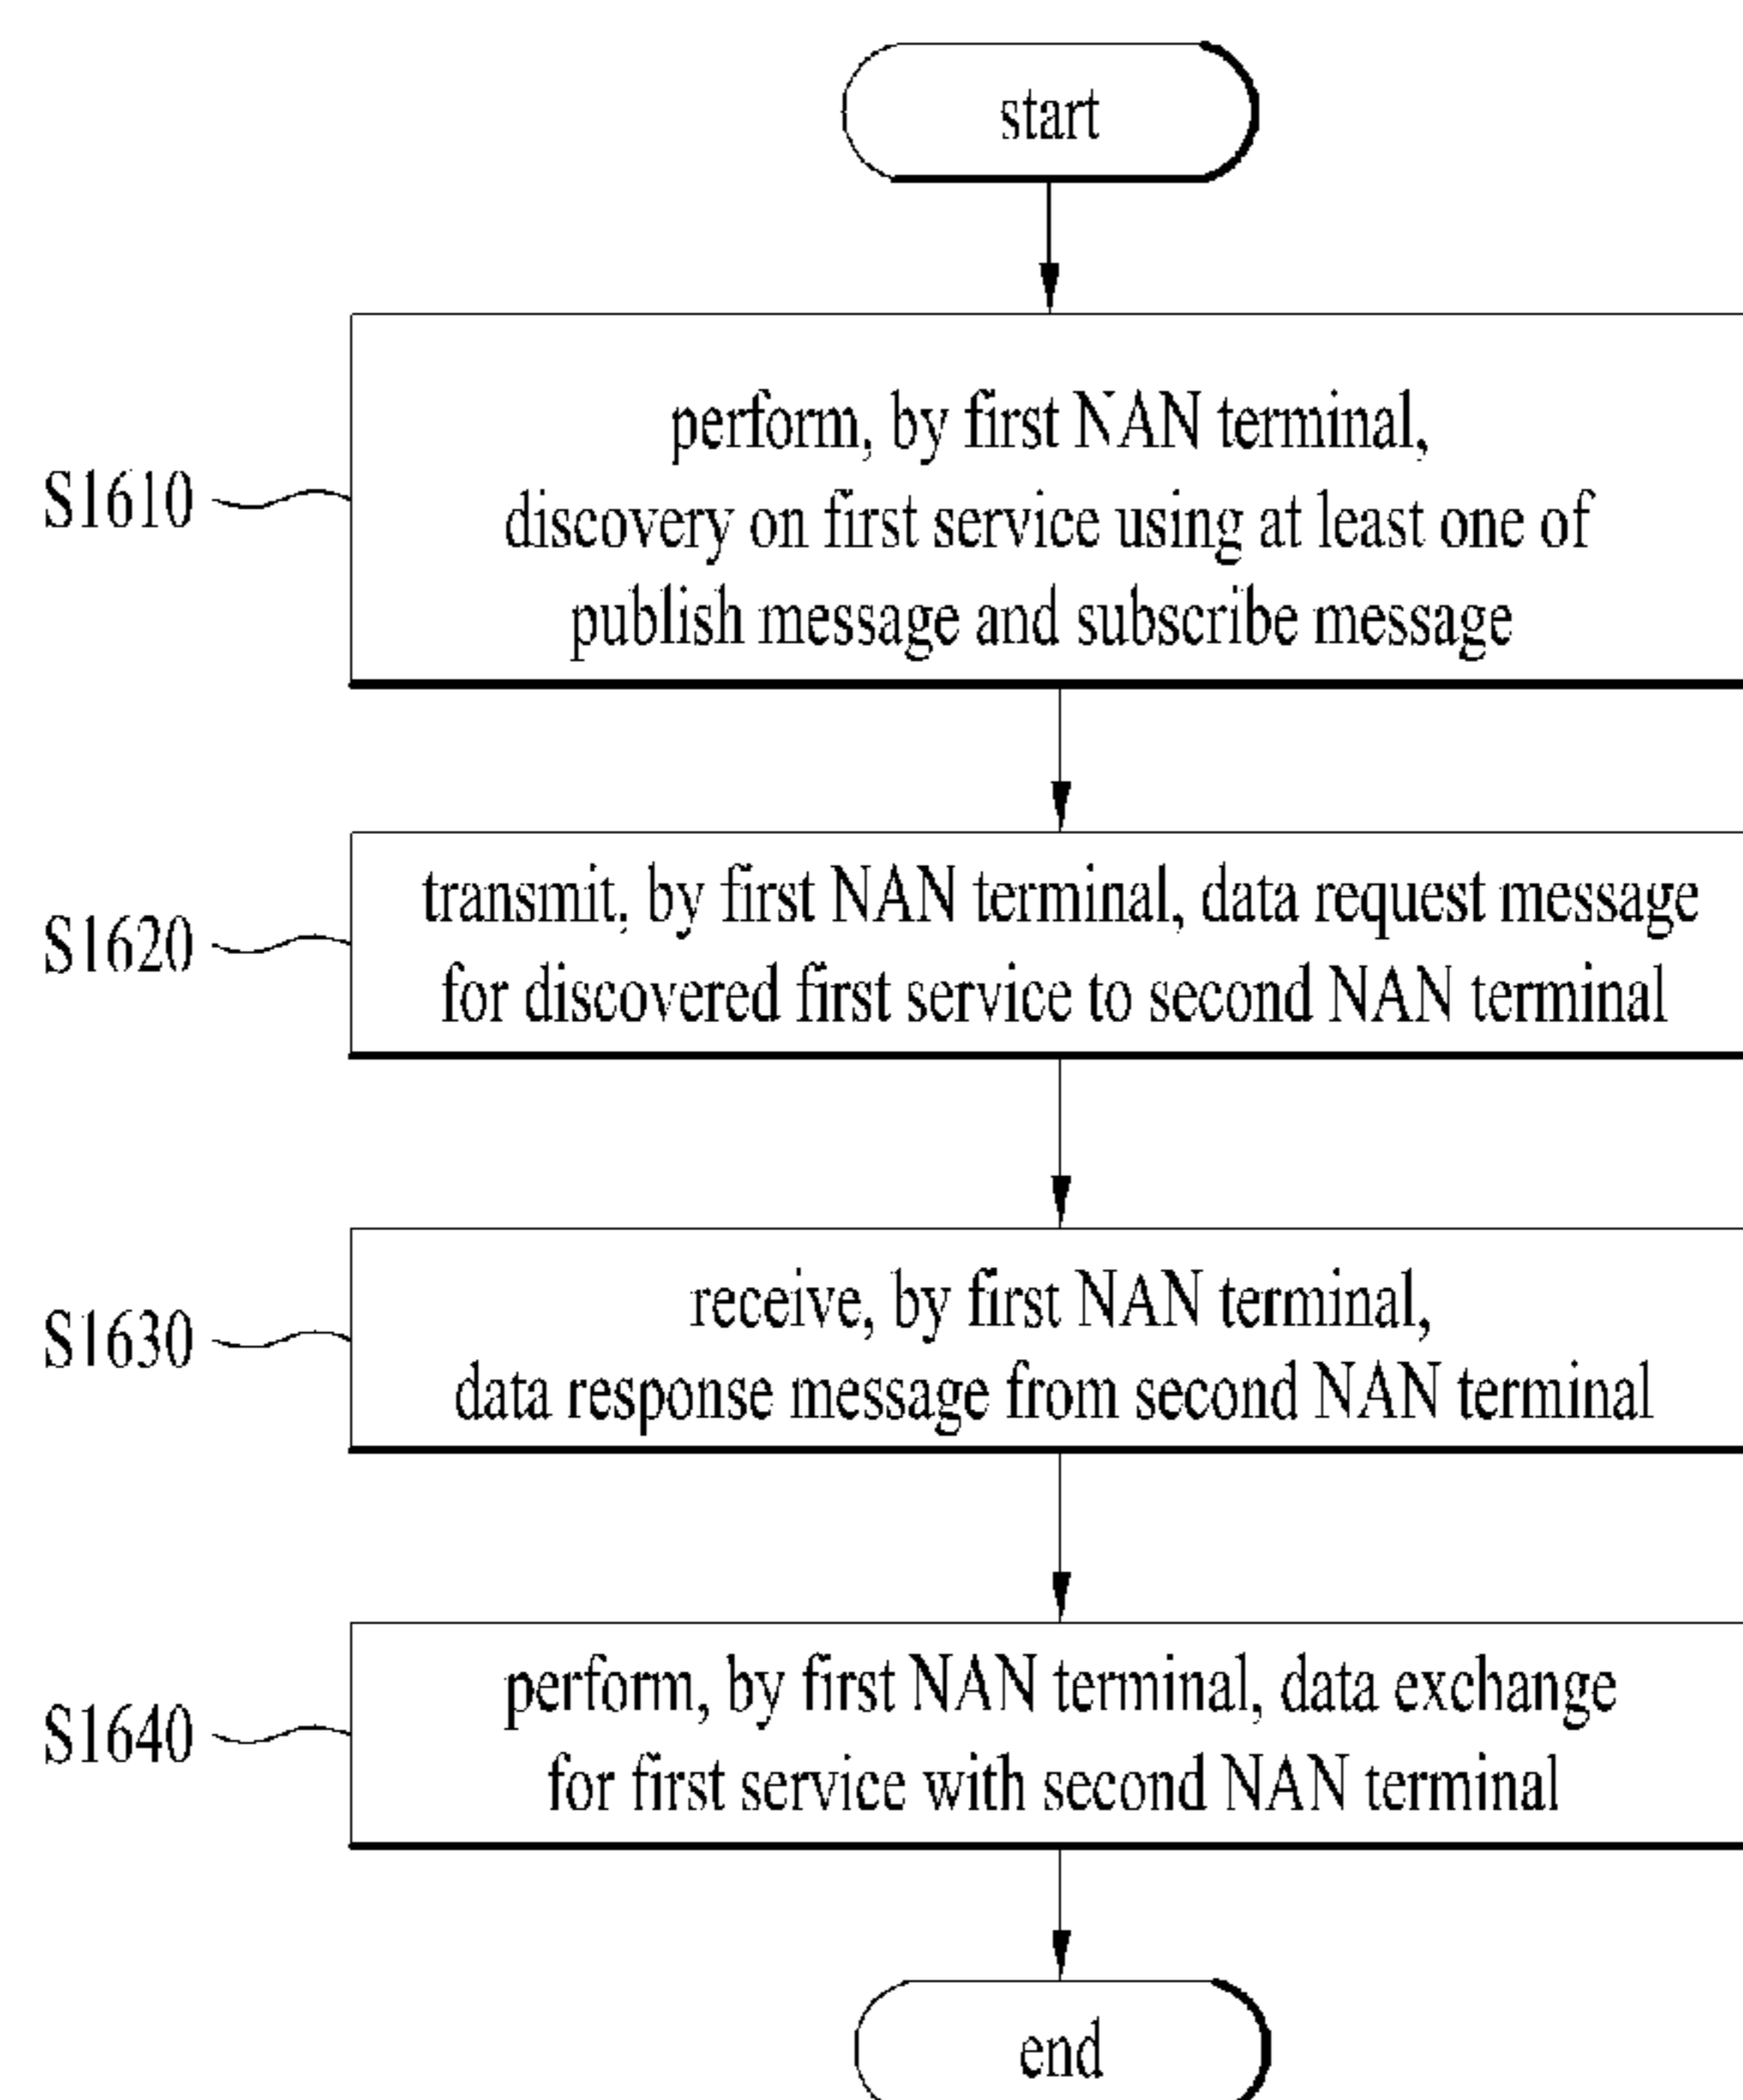 start
perform, by first NAN terminal,
discovery on first service using at least one of
publish message and subscribe message
S1610
transmit, by first NAN terminal, data request message
for discovered first service to second NAN terminal
S1620
receive, by first NAN terminal,
data response message from second NAN terminal
S1630
perform, by first NAN terminal, data exchange
for first service with second NAN terminal
S1640
end